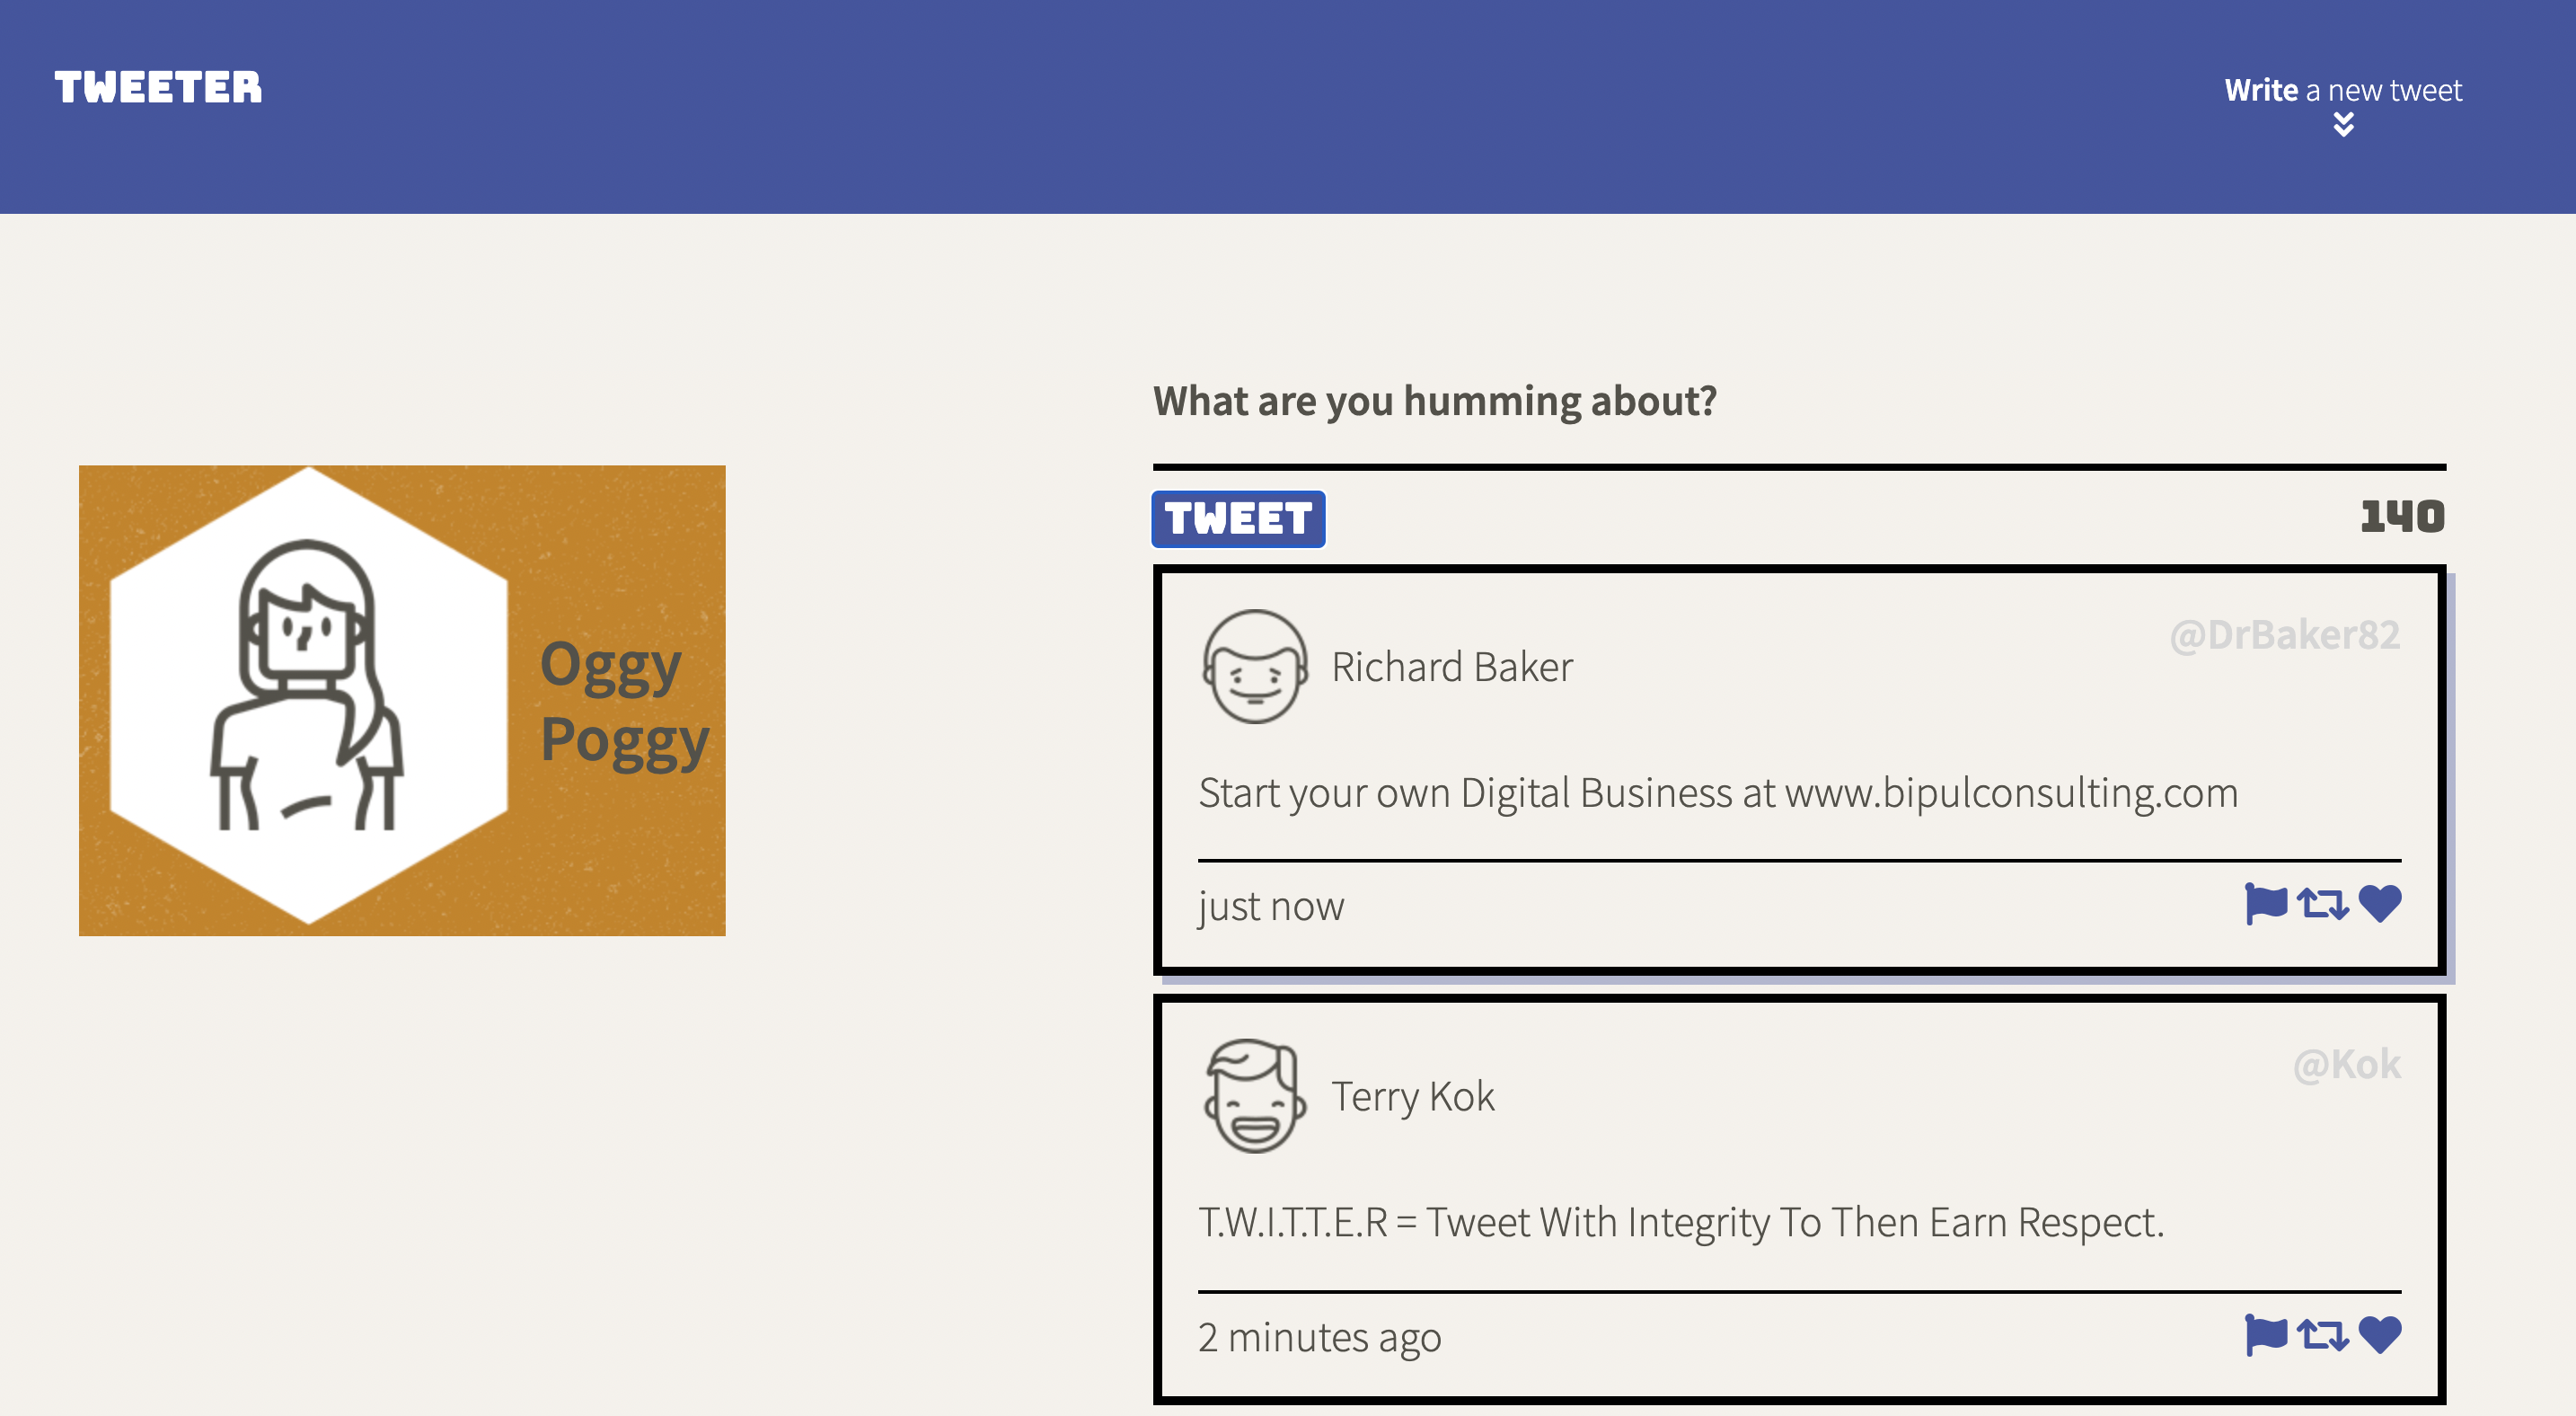 TWEETER
Write a new tweet
What are you humming about?
Oggy
Poggy
TWEET
140
Richard Baker
@DrBaker82
Start your own Digital Business at www.bipulconsulting.com
just now
Terry Kok
@Kok
T.W.I.T.T.E.R = Tweet With Integrity To Then Earn Respect.
2 minutes ago